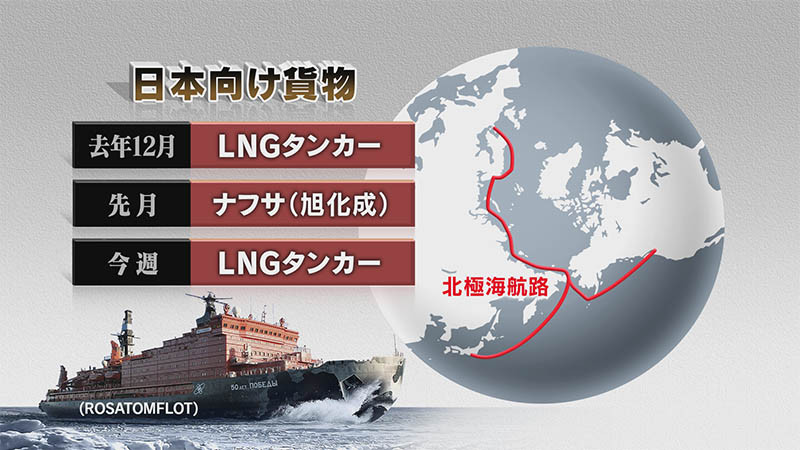 日本向け貨物
去年12月 LNGタンカー
先月 ナフサ(旭化成)
今週 LNGタンカー
北極海航路
50 ЛЕТ ПОБЕДЫ
(ROSATOMFLOT)